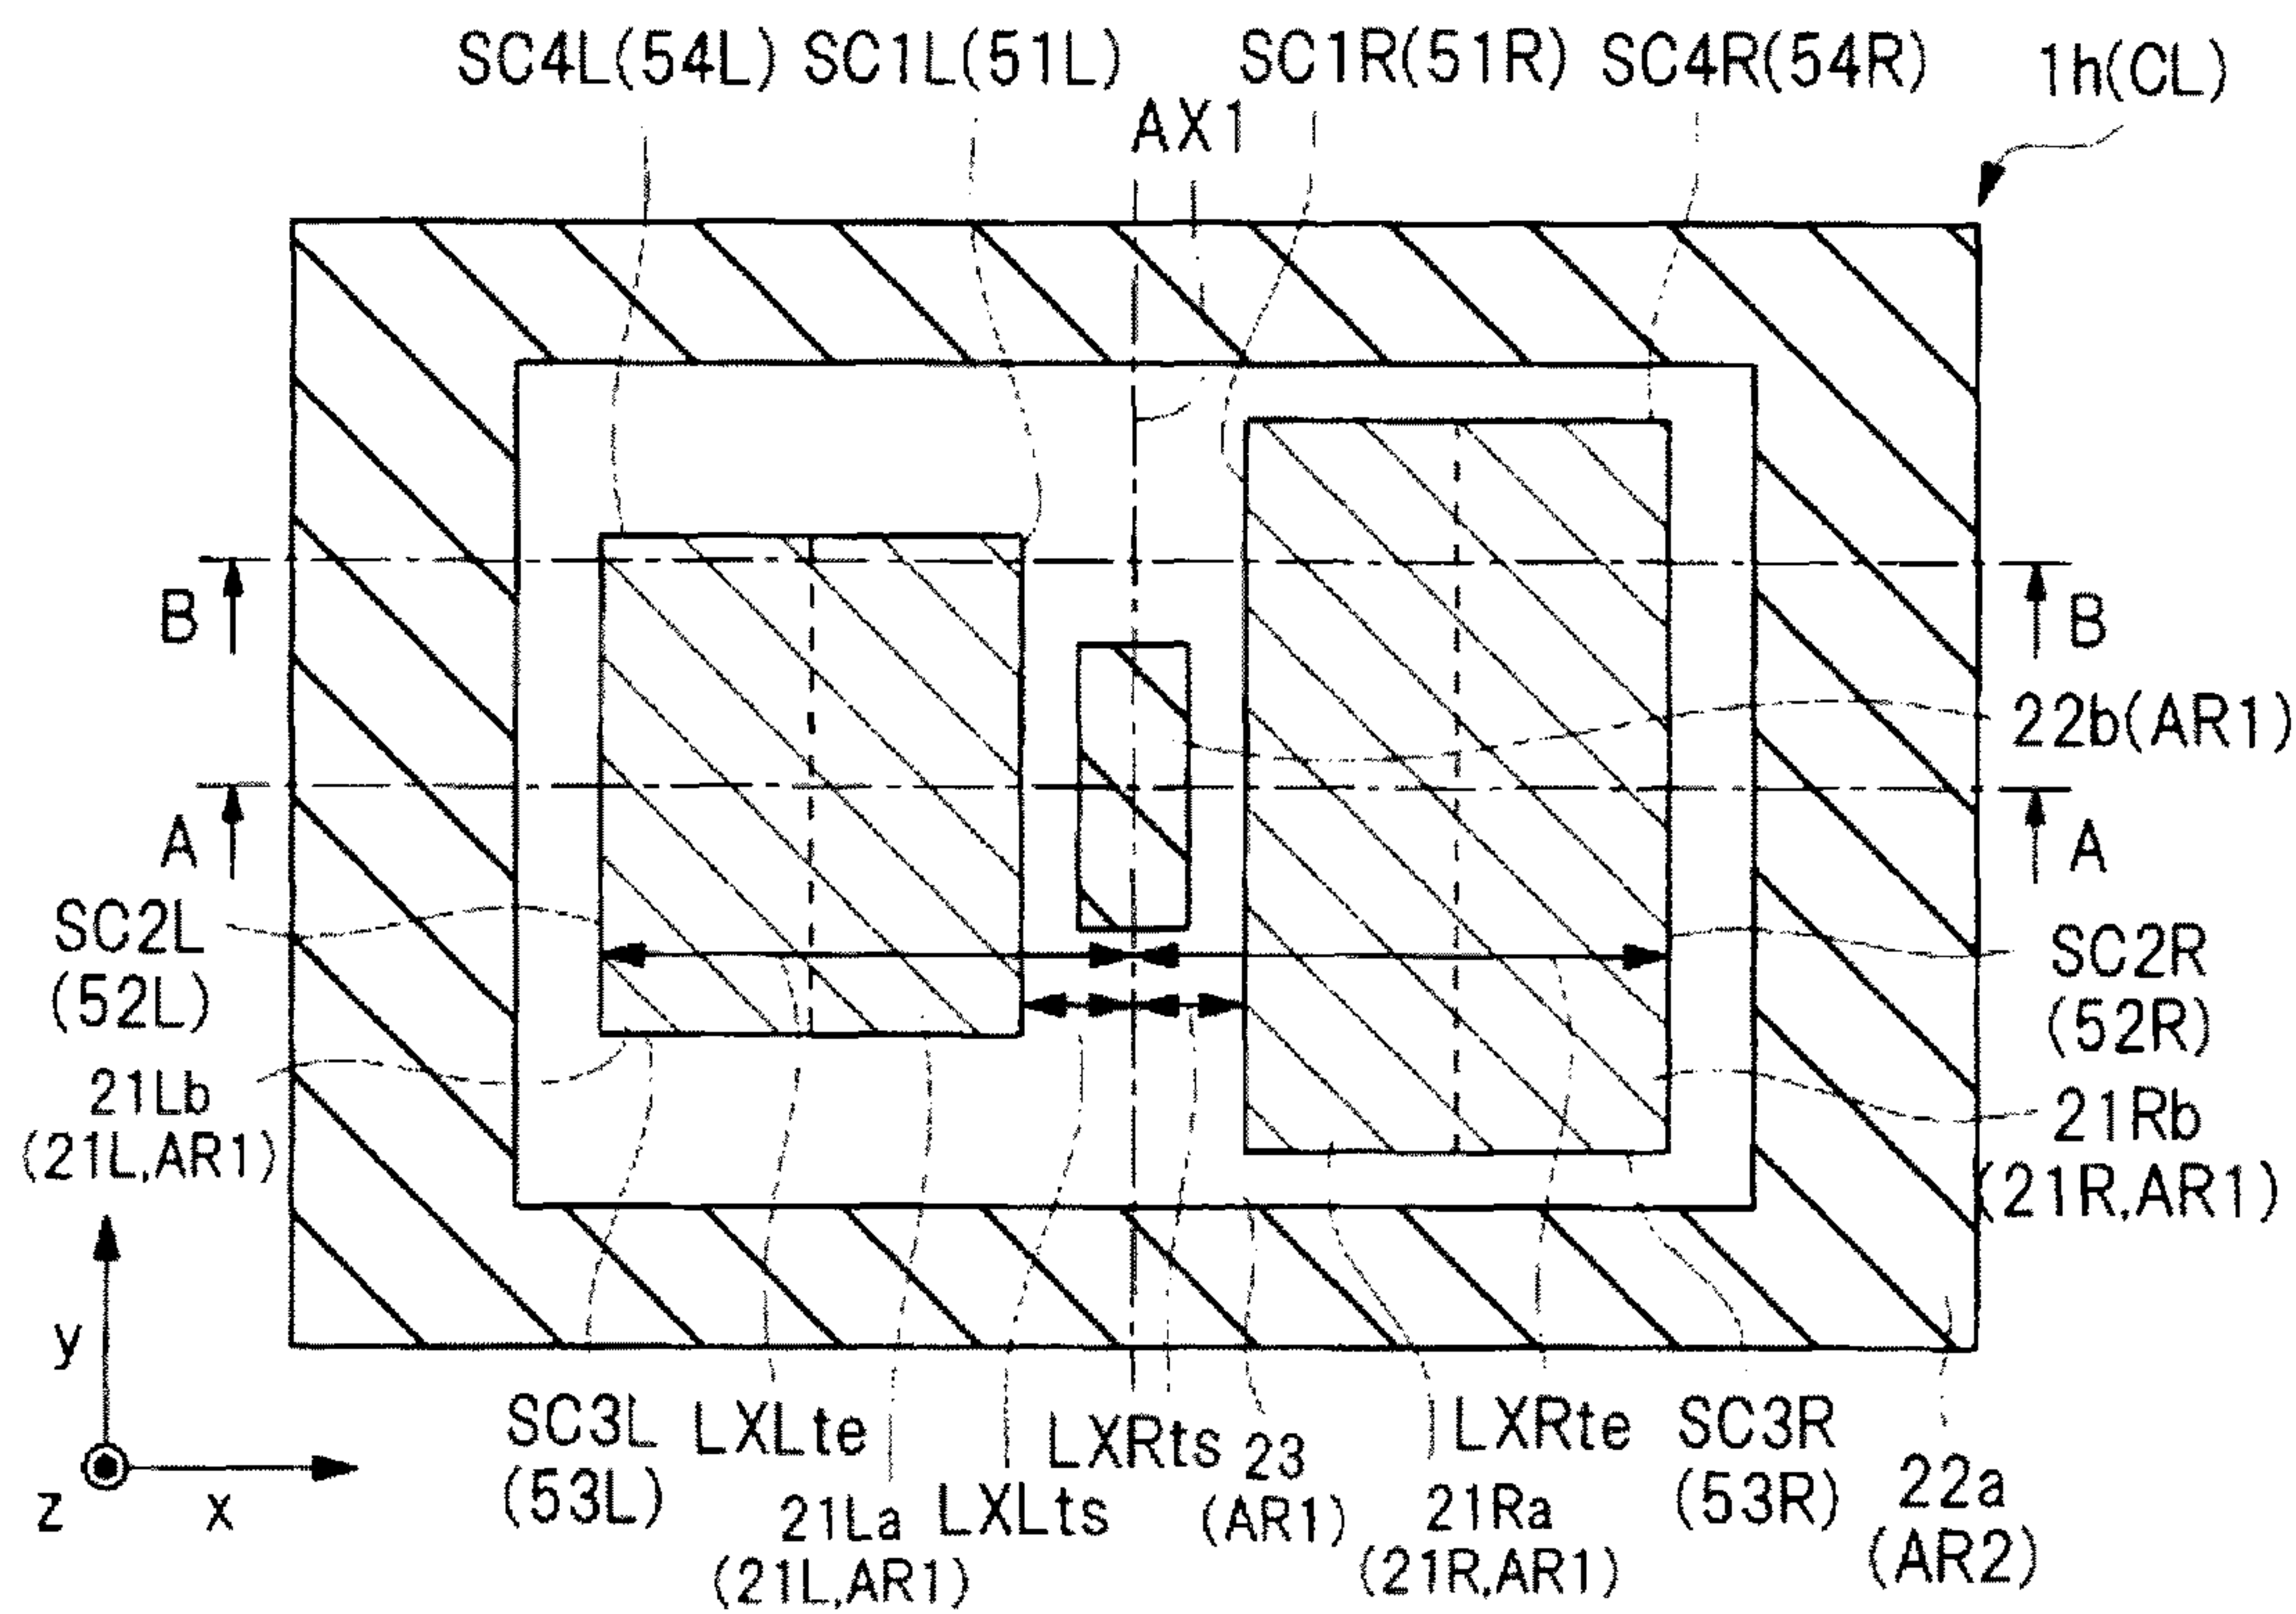 SC4L(54L) SC1L(51L) SC1R(51R) SC4R(54R) 1h(CL)
AX1
B B
22b(AR1)
A A
SC2L SC2R
(52L) (52R)
21Lb 21Rb
(21L,AR1) (21R,AR1)
y
z x
SC3L LXLte LXRts 23 LXRte SC3R 22a
(53L) 21La LXLts (AR1) 21Ra (53R) (AR2)
(21L,AR1) (21R,AR1)